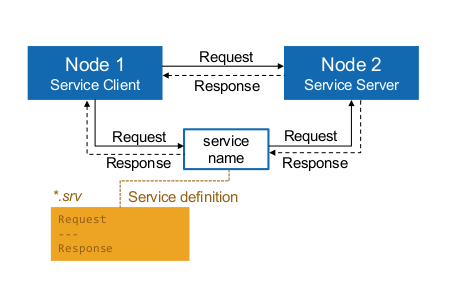 Node 1
Service Client
Request
Response
Node 2
Service Server
Request
Response
service
name
Request
Response
*.srv
Service definition
Request
---
Response